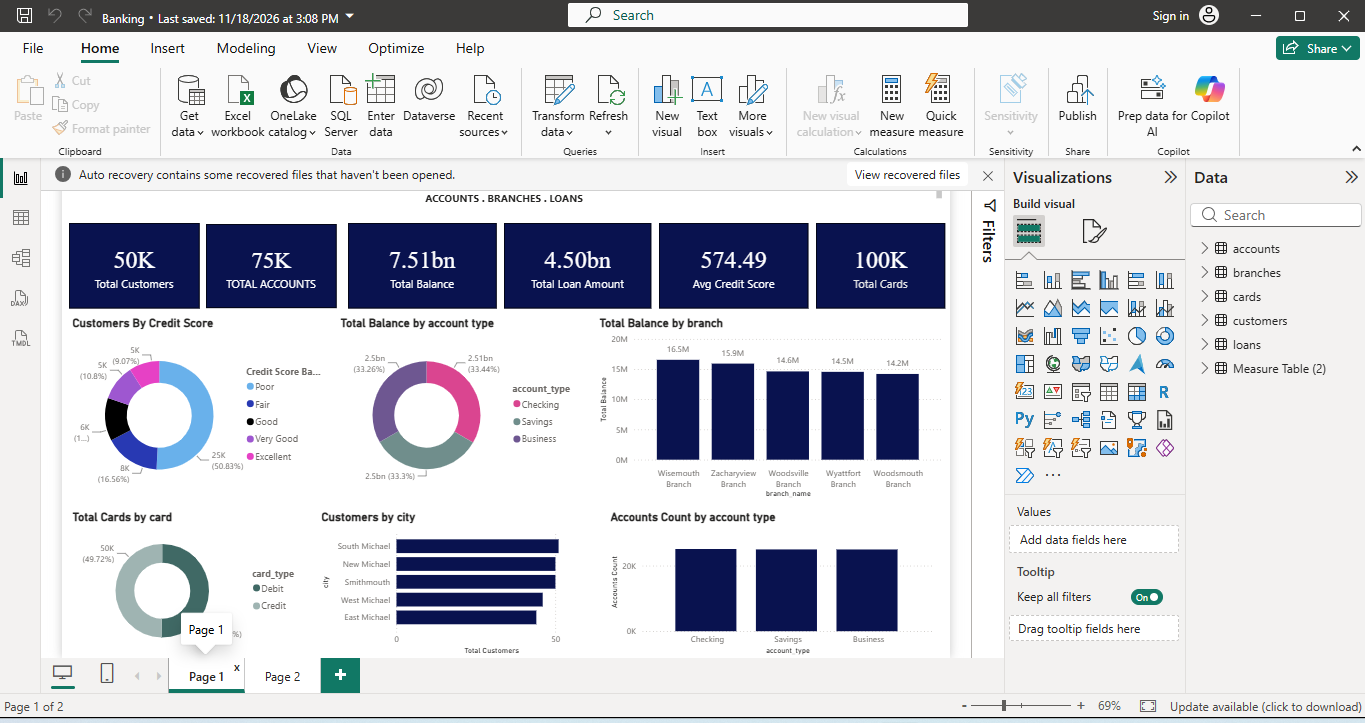 Banking • Last saved: 11/18/2026 at 3:08 PM
Search
Sign in
File Home Insert Modeling View Optimize Help
Share
Paste
Cut
Copy
Format painter
Clipboard
Get data
Excel workbook
OneLake catalog
SQL Server
Enter data
Dataverse
Recent sources
Data
Transform data
Refresh
Queries
New visual
Text box
More visuals
Insert
New visual calculation
New measure
Quick measure
Calculations
Sensitivity
Sensitivity
Publish
Share
Prep data for AI
Copilot
Copilot
Auto recovery contains some recovered files that haven't been opened.
View recovered files
ACCOUNTS . BRANCHES . LOANS
50K
Total Customers
75K
TOTAL ACCOUNTS
7.51bn
Total Balance
4.50bn
Total Loan Amount
574.49
Avg Credit Score
100K
Total Cards
Customers By Credit Score
5K
(9.07%)
5K
(10.8%)
6K
(1...)
8K
(16.56%)
25K
(50.83%)
Credit Score Ba...
Poor
Fair
Good
Very Good
Excellent
Total Balance by account type
2.5bn
(33.26%)
2.51bn
(33.44%)
2.5bn (33.3%)
account_type
Checking
Savings
Business
Total Balance by branch
Total Balance
20M
15M
10M
5M
0M
16.5M
15.9M
14.6M
14.5M
14.2M
Wisemouth Branch
Zacharyview Branch
Woodsville Branch
Wyattfort Branch
Woodsmouth Branch
branch_name
Total Cards by card
50K
(49.72%)
%)
card_type
Debit
Credit
Customers by city
city
South Michael
New Michael
Smithmouth
West Michael
East Michael
0
50
Total Customers
Accounts Count by account type
Accounts Count
20K
0K
Checking
Savings
Business
account_type
Filters
Visualizations
Build visual
123
R
Py
Values
Add data fields here
Tooltip
Keep all filters
On
Drag tooltip fields here
Data
Search
accounts
branches
cards
customers
loans
Measure Table (2)
DAX
TMDL
Page 1
Page 1
x
Page 2
+
Page 1 of 2
- + 69%
Update available (click to download)